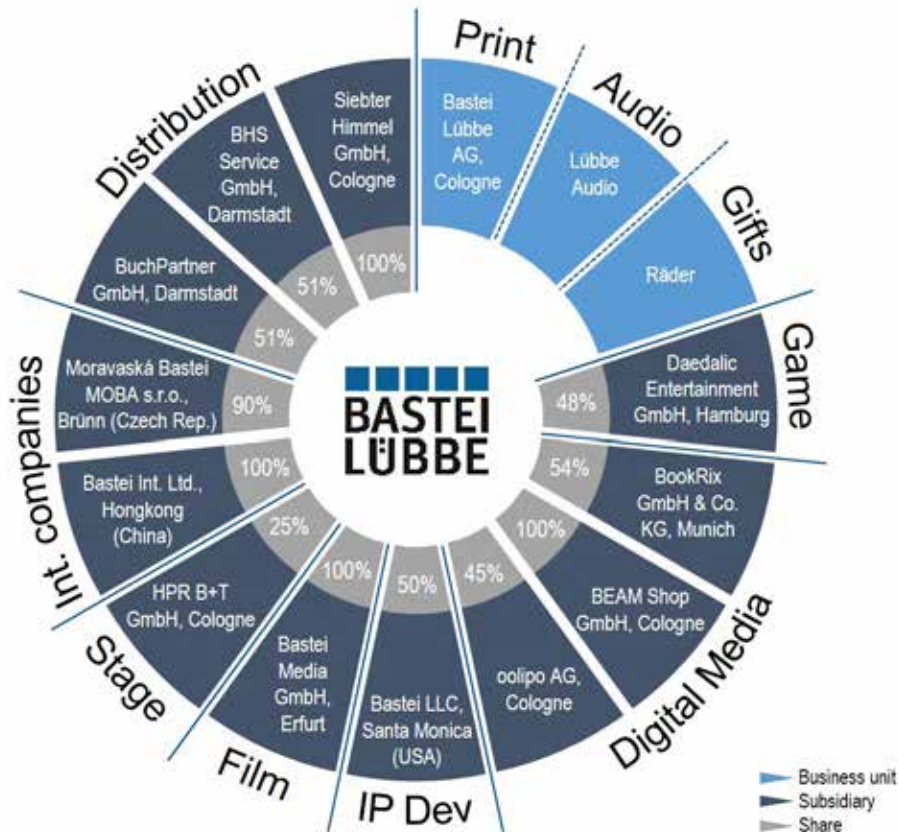 Print
Bastei
Lübbe
AG,
Cologne
Audio
Lübbe
Audio
Gifts
Räder
Game
Daedalic
Entertainment
GmbH, Hamburg
48%
Digital Media
BookRix
GmbH & Co.
KG, Munich
54%
BEAM Shop
GmbH, Cologne
100%
oolipo AG,
Cologne
45%
IP Dev
Bastei LLC,
Santa Monica
(USA)
50%
Film
Bastei
Media
GmbH,
Erfurt
100%
Stage
HPR B+T
GmbH, Cologne
25%
Int. companies
Bastei Int. Ltd.,
Hongkong
(China)
100%
Moravaská Bastei
MOBA s.r.o.,
Brünn (Czech Rep.)
90%
Distribution
BuchPartner
GmbH, Darmstadt
51%
BHS
Service
GmbH,
Darmstadt
51%
Siebter
Himmel
GmbH,
Cologne
100%
BASTEI
LÜBBE
Business unit
Subsidiary
Share